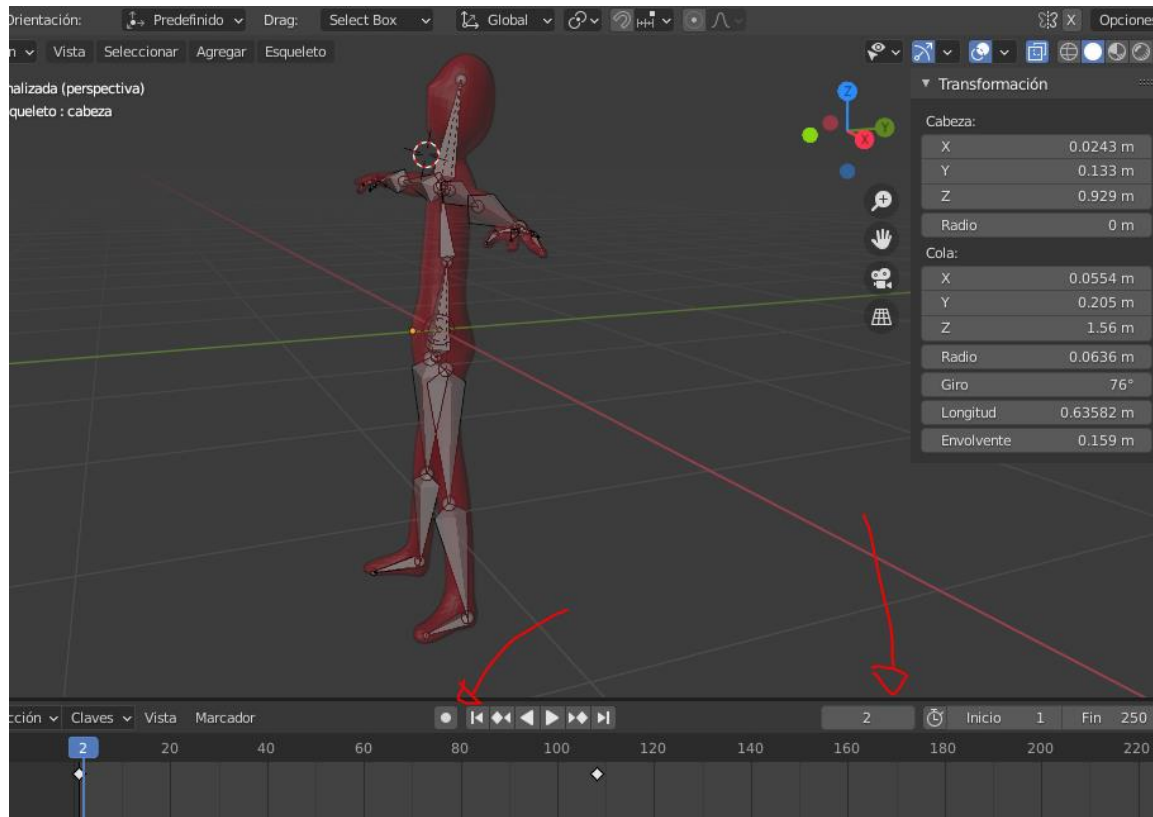 Orientación: Predefinido Drag: Select Box Global X Opciones
n Vista Seleccionar Agregar Esqueleto
nalizada (perspectiva)
queleto : cabeza
Z
Y
X
Transformación
Cabeza:
X 0.0243 m
Y 0.133 m
Z 0.929 m
Radio 0 m
Cola:
X 0.0554 m
Y 0.205 m
Z 1.56 m
Radio 0.0636 m
Giro 76°
Longitud 0.63582 m
Envolvente 0.159 m
cción Claves Vista Marcador 2 Inicio 1 Fin 250
2 20 40 60 80 100 120 140 160 180 200 220